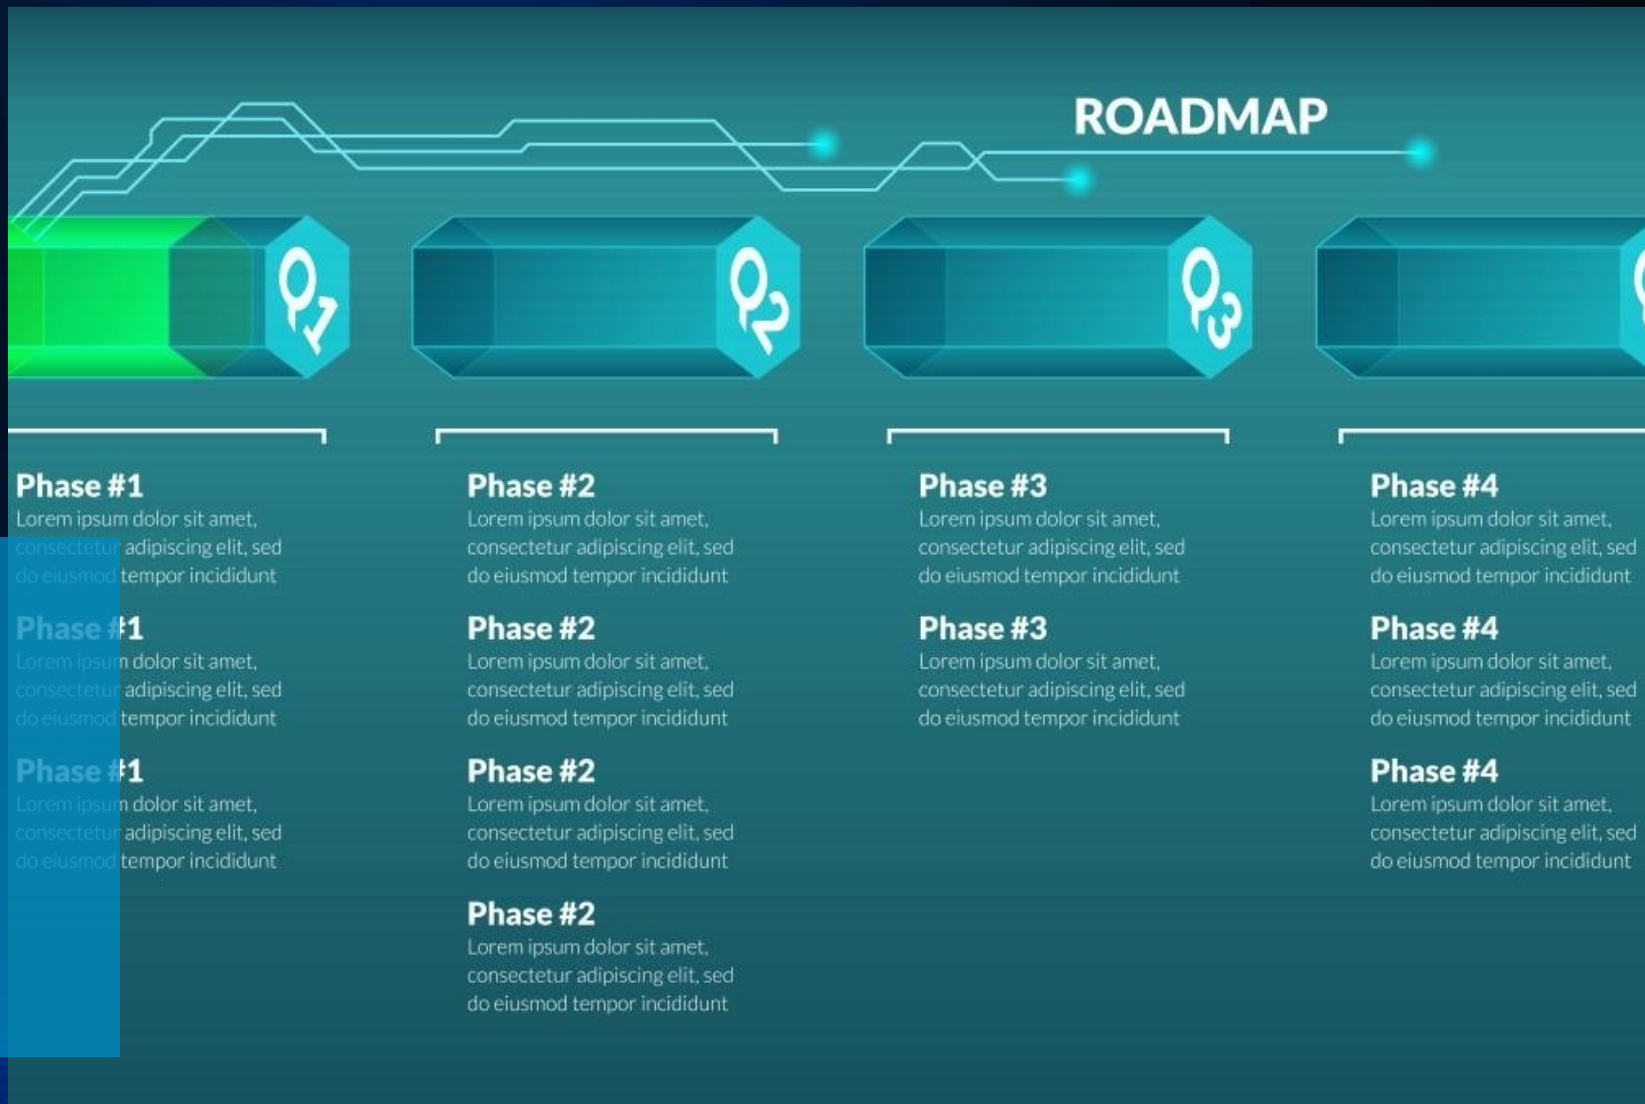 ROADMAP
Q1
Q2
Q3
Phase #1
Lorem ipsum dolor sit amet,
consectetur adipiscing elit, sed
do eiusmod tempor incididunt
Phase #1
Lorem ipsum dolor sit amet,
consectetur adipiscing elit, sed
do eiusmod tempor incididunt
Phase #1
Lorem ipsum dolor sit amet,
consectetur adipiscing elit, sed
do eiusmod tempor incididunt
Phase #2
Lorem ipsum dolor sit amet,
consectetur adipiscing elit, sed
do eiusmod tempor incididunt
Phase #2
Lorem ipsum dolor sit amet,
consectetur adipiscing elit, sed
do eiusmod tempor incididunt
Phase #2
Lorem ipsum dolor sit amet,
consectetur adipiscing elit, sed
do eiusmod tempor incididunt
Phase #2
Lorem ipsum dolor sit amet,
consectetur adipiscing elit, sed
do eiusmod tempor incididunt
Phase #3
Lorem ipsum dolor sit amet,
consectetur adipiscing elit, sed
do eiusmod tempor incididunt
Phase #3
Lorem ipsum dolor sit amet,
consectetur adipiscing elit, sed
do eiusmod tempor incididunt
Phase #4
Lorem ipsum dolor sit amet,
consectetur adipiscing elit, sed
do eiusmod tempor incididunt
Phase #4
Lorem ipsum dolor sit amet,
consectetur adipiscing elit, sed
do eiusmod tempor incididunt
Phase #4
Lorem ipsum dolor sit amet,
consectetur adipiscing elit, sed
do eiusmod tempor incididunt